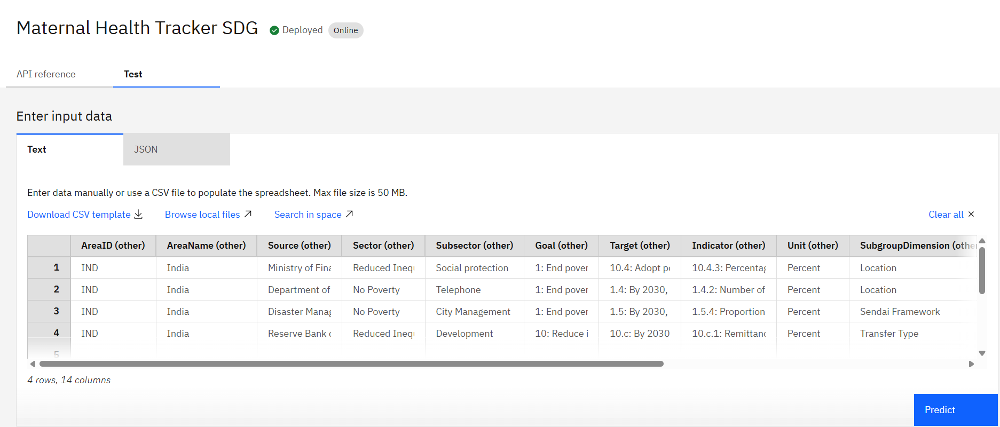 Maternal Health Tracker SDG Deployed Online
API reference Test
Enter input data
Text JSON
Enter data manually or use a CSV file to populate the spreadsheet. Max file size is 50 MB.
Download CSV template Browse local files Search in space Clear all
AreaID (other) AreaName (other) Source (other) Sector (other) Subsector (other) Goal (other) Target (other) Indicator (other) Unit (other) SubgroupDimension (othe
1 IND India Ministry of Fina Reduced Inequ Social protection 1: End pover 10.4: Adopt po 10.4.3: Percentag Percent Location
2 IND India Department of No Poverty Telephone 1: End pover 1.4: By 2030, 1.4.2: Number of Percent Location
3 IND India Disaster Manag No Poverty City Management 1: End pover 1.5: By 2030, 1.5.4: Proportion Percent Sendai Framework
4 IND India Reserve Bank o Reduced Inequ Development 10: Reduce i 10.c: By 2030 10.c.1: Remittanc Percent Transfer Type
5
4 rows, 14 columns
Predict